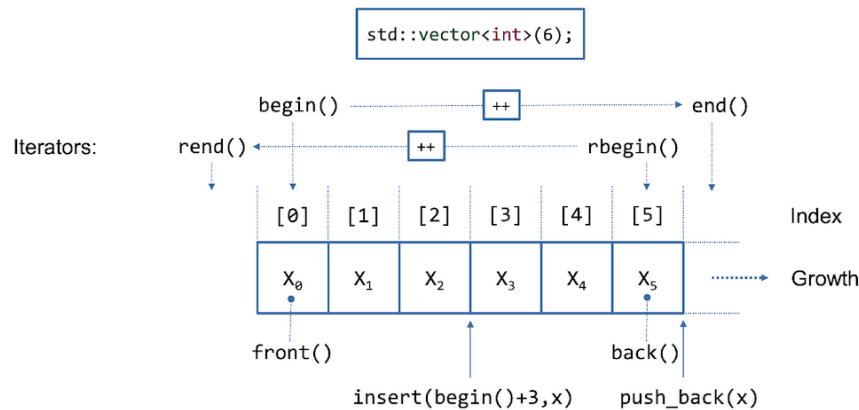 std::vector<int>(6);
begin() ++ end()
Iterators: rend() ++ rbegin()
[0] [1] [2] [3] [4] [5] Index
X₀ X₁ X₂ X₃ X₄ X₅ Growth
front() back()
insert(begin()+3,x) push_back(x)